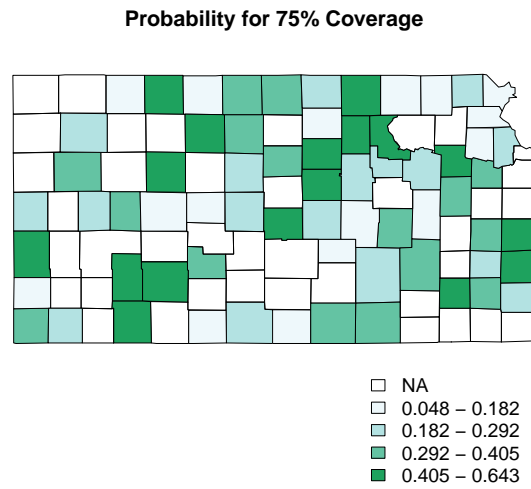 Probability for 75% Coverage
NA
0.048 – 0.182
0.182 – 0.292
0.292 – 0.405
0.405 – 0.643